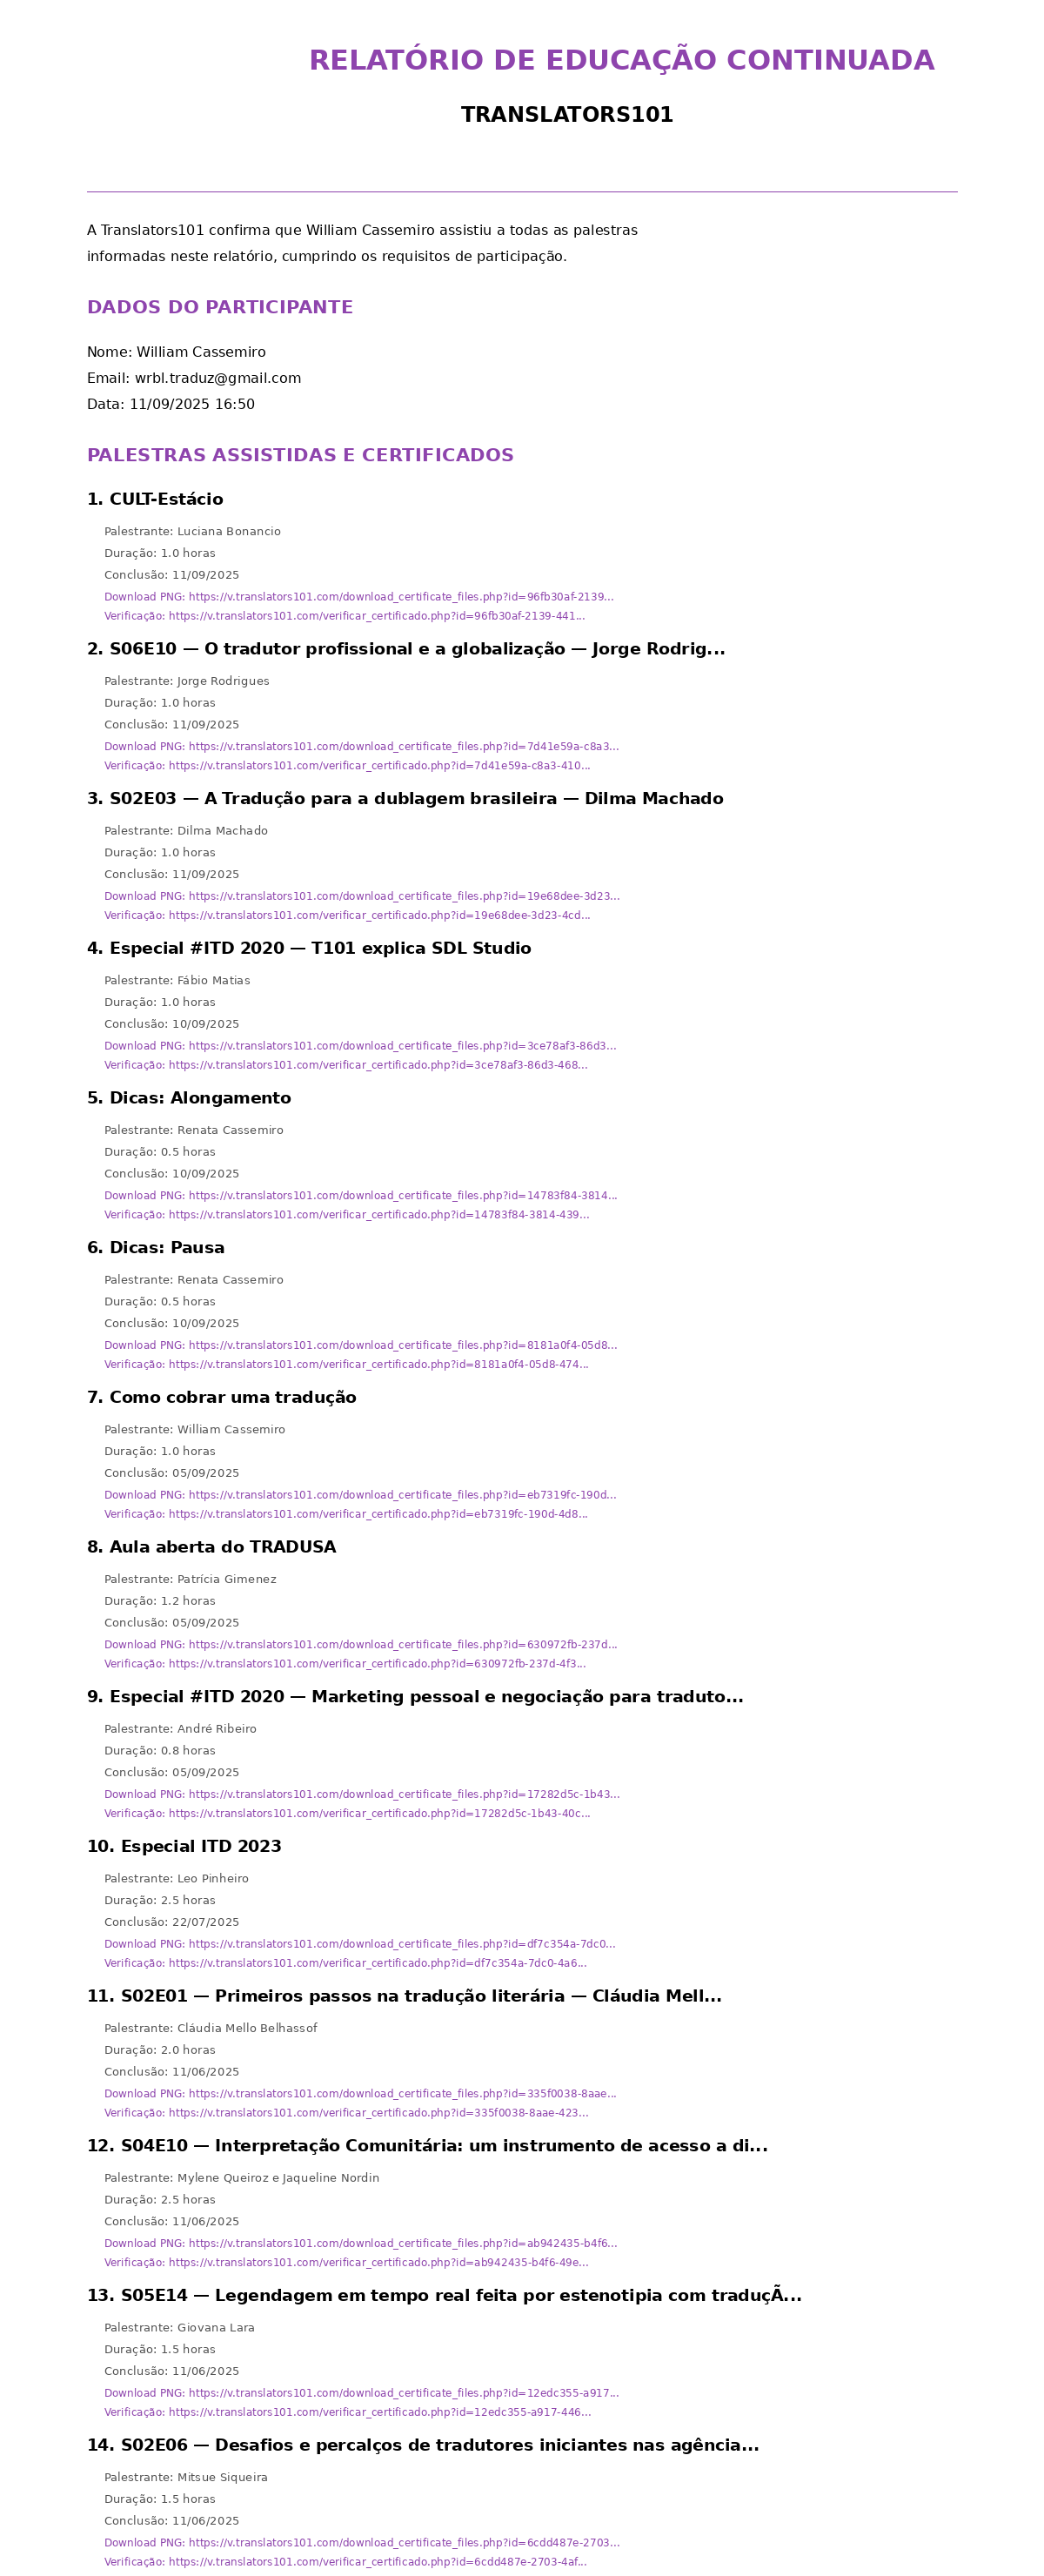 RELATÓRIO DE EDUCAÇÃO CONTINUADA
TRANSLATORS101
A Translators101 confirma que William Cassemiro assistiu a todas as palestras
informadas neste relatório, cumprindo os requisitos de participação.
DADOS DO PARTICIPANTE
Nome: William Cassemiro
Email: wrbl.traduz@gmail.com
Data: 11/09/2025 16:50
PALESTRAS ASSISTIDAS E CERTIFICADOS
1. CULT-Estácio
Palestrante: Luciana Bonancio
Duração: 1.0 horas
Conclusão: 11/09/2025
Download PNG: https://v.translators101.com/download_certificate_files.php?id=96fb30af-2139...
Verificação: https://v.translators101.com/verificar_certificado.php?id=96fb30af-2139-441...
2. S06E10 — O tradutor profissional e a globalização — Jorge Rodrig...
Palestrante: Jorge Rodrigues
Duração: 1.0 horas
Conclusão: 11/09/2025
Download PNG: https://v.translators101.com/download_certificate_files.php?id=7d41e59a-c8a3...
Verificação: https://v.translators101.com/verificar_certificado.php?id=7d41e59a-c8a3-410...
3. S02E03 — A Tradução para a dublagem brasileira — Dilma Machado
Palestrante: Dilma Machado
Duração: 1.0 horas
Conclusão: 11/09/2025
Download PNG: https://v.translators101.com/download_certificate_files.php?id=19e68dee-3d23...
Verificação: https://v.translators101.com/verificar_certificado.php?id=19e68dee-3d23-4cd...
4. Especial #ITD 2020 — T101 explica SDL Studio
Palestrante: Fábio Matias
Duração: 1.0 horas
Conclusão: 10/09/2025
Download PNG: https://v.translators101.com/download_certificate_files.php?id=3ce78af3-86d3...
Verificação: https://v.translators101.com/verificar_certificado.php?id=3ce78af3-86d3-468...
5. Dicas: Alongamento
Palestrante: Renata Cassemiro
Duração: 0.5 horas
Conclusão: 10/09/2025
Download PNG: https://v.translators101.com/download_certificate_files.php?id=14783f84-3814...
Verificação: https://v.translators101.com/verificar_certificado.php?id=14783f84-3814-439...
6. Dicas: Pausa
Palestrante: Renata Cassemiro
Duração: 0.5 horas
Conclusão: 10/09/2025
Download PNG: https://v.translators101.com/download_certificate_files.php?id=8181a0f4-05d8...
Verificação: https://v.translators101.com/verificar_certificado.php?id=8181a0f4-05d8-474...
7. Como cobrar uma tradução
Palestrante: William Cassemiro
Duração: 1.0 horas
Conclusão: 05/09/2025
Download PNG: https://v.translators101.com/download_certificate_files.php?id=eb7319fc-190d...
Verificação: https://v.translators101.com/verificar_certificado.php?id=eb7319fc-190d-4d8...
8. Aula aberta do TRADUSA
Palestrante: Patrícia Gimenez
Duração: 1.2 horas
Conclusão: 05/09/2025
Download PNG: https://v.translators101.com/download_certificate_files.php?id=630972fb-237d...
Verificação: https://v.translators101.com/verificar_certificado.php?id=630972fb-237d-4f3...
9. Especial #ITD 2020 — Marketing pessoal e negociação para traduto...
Palestrante: André Ribeiro
Duração: 0.8 horas
Conclusão: 05/09/2025
Download PNG: https://v.translators101.com/download_certificate_files.php?id=17282d5c-1b43...
Verificação: https://v.translators101.com/verificar_certificado.php?id=17282d5c-1b43-40c...
10. Especial ITD 2023
Palestrante: Leo Pinheiro
Duração: 2.5 horas
Conclusão: 22/07/2025
Download PNG: https://v.translators101.com/download_certificate_files.php?id=df7c354a-7dc0...
Verificação: https://v.translators101.com/verificar_certificado.php?id=df7c354a-7dc0-4a6...
11. S02E01 — Primeiros passos na tradução literária — Cláudia Mell...
Palestrante: Cláudia Mello Belhassof
Duração: 2.0 horas
Conclusão: 11/06/2025
Download PNG: https://v.translators101.com/download_certificate_files.php?id=335f0038-8aae...
Verificação: https://v.translators101.com/verificar_certificado.php?id=335f0038-8aae-423...
12. S04E10 — Interpretação Comunitária: um instrumento de acesso a di...
Palestrante: Mylene Queiroz e Jaqueline Nordin
Duração: 2.5 horas
Conclusão: 11/06/2025
Download PNG: https://v.translators101.com/download_certificate_files.php?id=ab942435-b4f6...
Verificação: https://v.translators101.com/verificar_certificado.php?id=ab942435-b4f6-49e...
13. S05E14 — Legendagem em tempo real feita por estenotipia com traduçÃ...
Palestrante: Giovana Lara
Duração: 1.5 horas
Conclusão: 11/06/2025
Download PNG: https://v.translators101.com/download_certificate_files.php?id=12edc355-a917...
Verificação: https://v.translators101.com/verificar_certificado.php?id=12edc355-a917-446...
14. S02E06 — Desafios e percalços de tradutores iniciantes nas agência...
Palestrante: Mitsue Siqueira
Duração: 1.5 horas
Conclusão: 11/06/2025
Download PNG: https://v.translators101.com/download_certificate_files.php?id=6cdd487e-2703...
Verificação: https://v.translators101.com/verificar_certificado.php?id=6cdd487e-2703-4af...